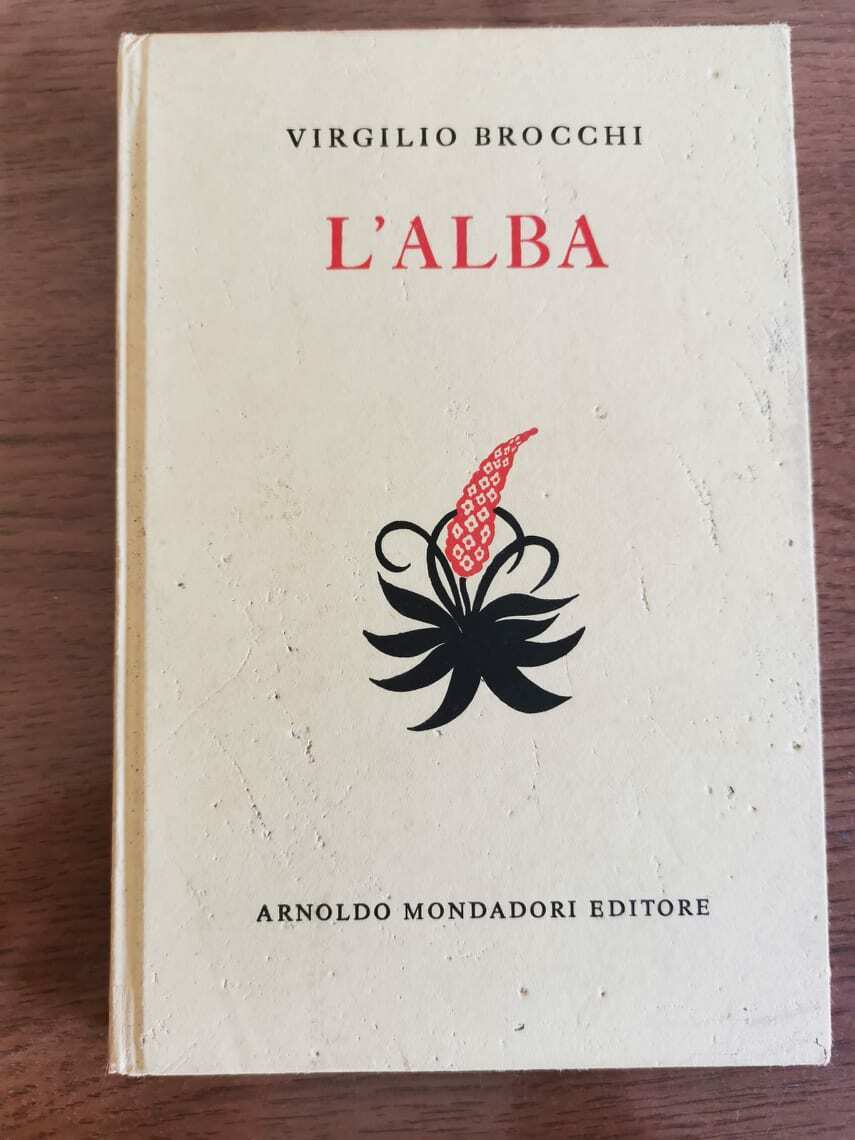 VIRGILIO BROCCHI
L'ALBA
ARNOLDO MONDADORI EDITORE